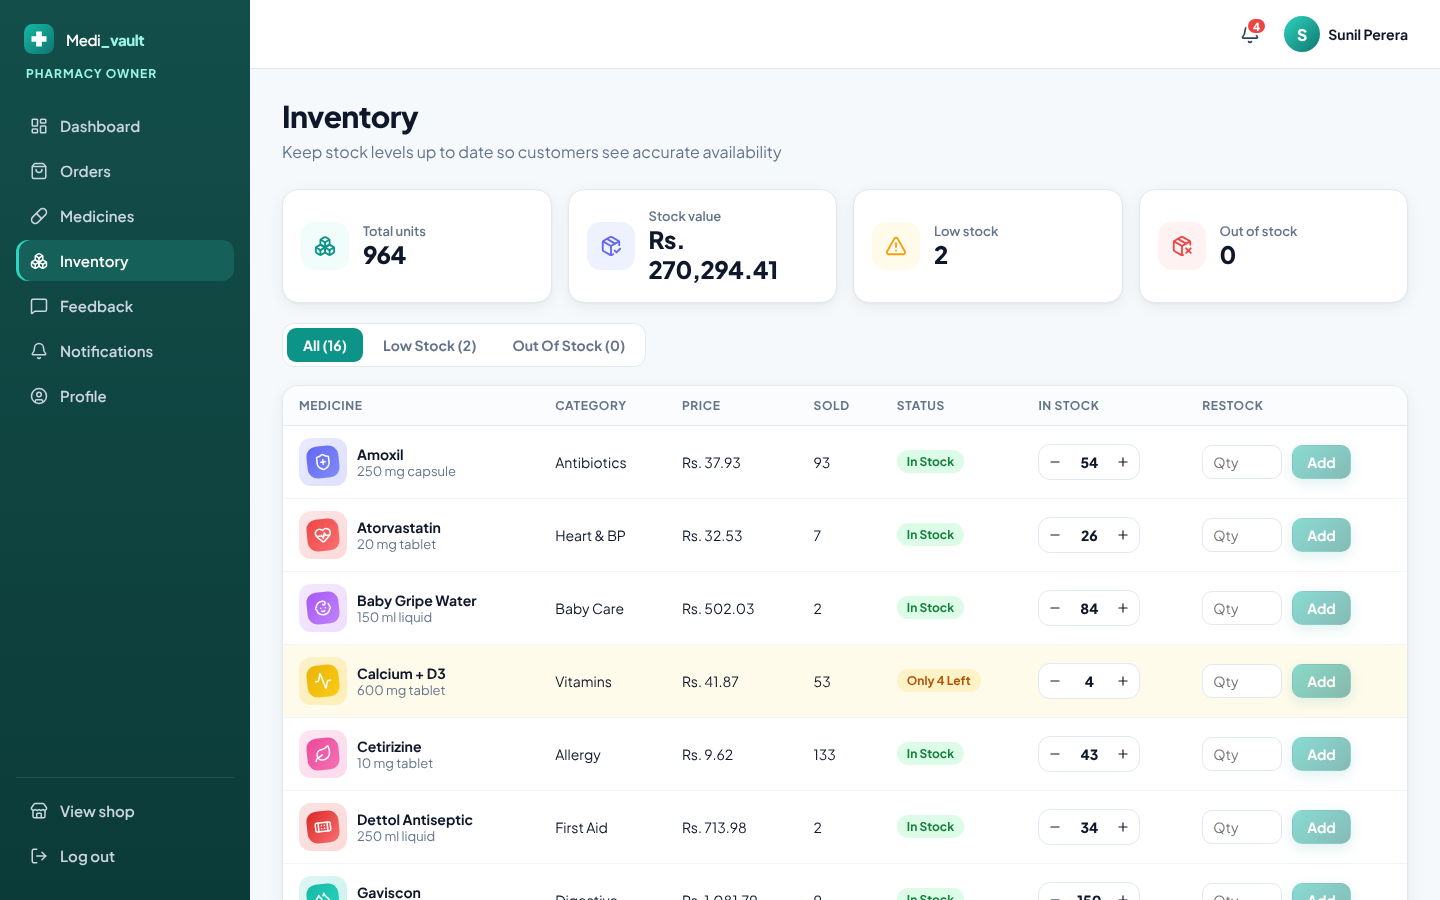 Medi_vault
PHARMACY OWNER
Dashboard
Orders
Medicines
Inventory
Feedback
Notifications
Profile
View shop
Log out
4
S
Sunil Perera
Inventory
Keep stock levels up to date so customers see accurate availability
Total units
964
Stock value
Rs.
270,294.41
Low stock
2
Out of stock
0
All (16)
Low Stock (2)
Out Of Stock (0)
MEDICINE CATEGORY PRICE SOLD STATUS IN STOCK RESTOCK
Amoxil
250 mg capsule
Antibiotics Rs. 37.93 93 In Stock − 54 + Qty Add
Atorvastatin
20 mg tablet
Heart & BP Rs. 32.53 7 In Stock − 26 + Qty Add
Baby Gripe Water
150 ml liquid
Baby Care Rs. 502.03 2 In Stock − 84 + Qty Add
Calcium + D3
600 mg tablet
Vitamins Rs. 41.87 53 Only 4 Left − 4 + Qty Add
Cetirizine
10 mg tablet
Allergy Rs. 9.62 133 In Stock − 43 + Qty Add
Dettol Antiseptic
250 ml liquid
First Aid Rs. 713.98 2 In Stock − 34 + Qty Add
Gaviscon
Digestive In Stock Qty Add